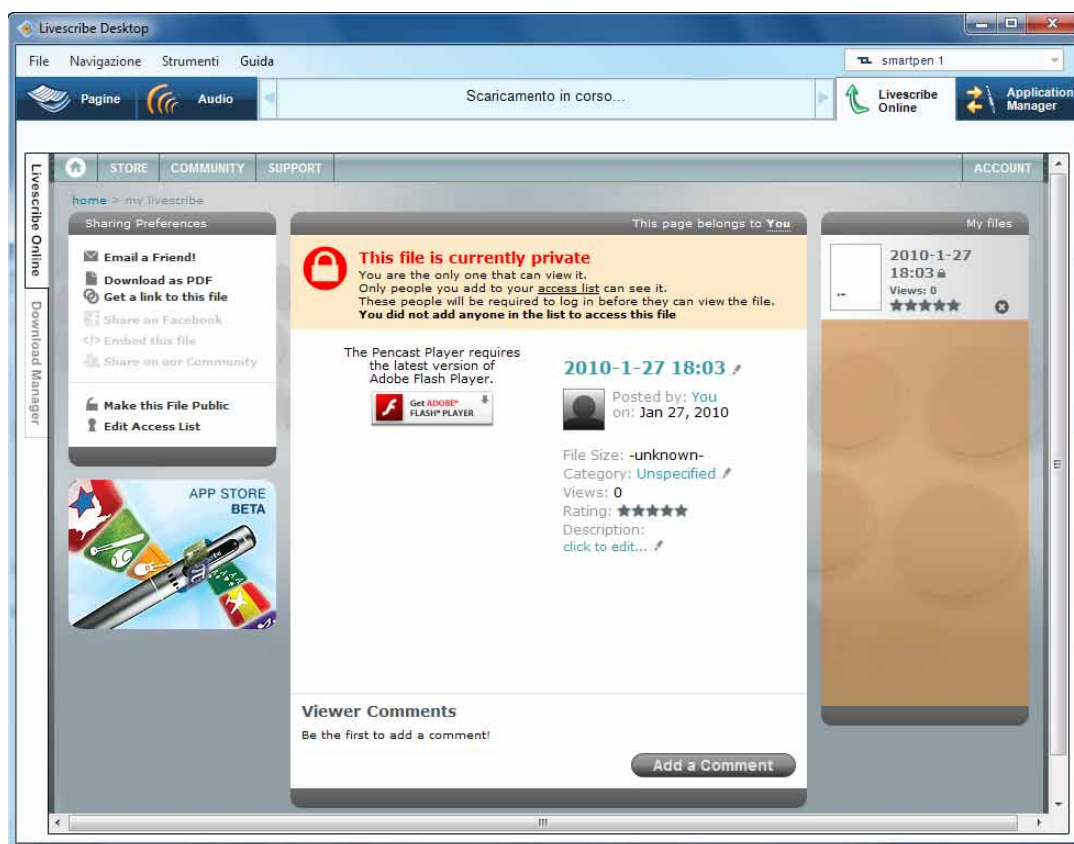 Livescribe Desktop
File Navigazione Strumenti Guida
smartpen 1
Pagine
Audio
Scaricamento in corso...
Livescribe
Online
Application
Manager
Livescribe Online
Download Manager
STORE COMMUNITY SUPPORT
ACCOUNT
home > my livescribe
Sharing Preferences
Email a Friend!
Download as PDF
Get a link to this file
Share on Facebook
</> Embed this file
Share on our Community
Make this File Public
Edit Access List
APP STORE
BETA
This page belongs to You
This file is currently private
You are the only one that can view it.
Only people you add to your access list can see it.
These people will be required to log in before they can view the file.
You did not add anyone in the list to access this file
The Pencast Player requires
the latest version of
Adobe Flash Player.
Get ADOBE®
FLASH® PLAYER
2010-1-27 18:03
Posted by: You
on: Jan 27, 2010
File Size: -unknown-
Category: Unspecified
Views: 0
Rating: ★★★★★
Description:
click to edit...
Viewer Comments
Be the first to add a comment!
Add a Comment
My files
2010-1-27
18:03
Views: 0
★★★★★